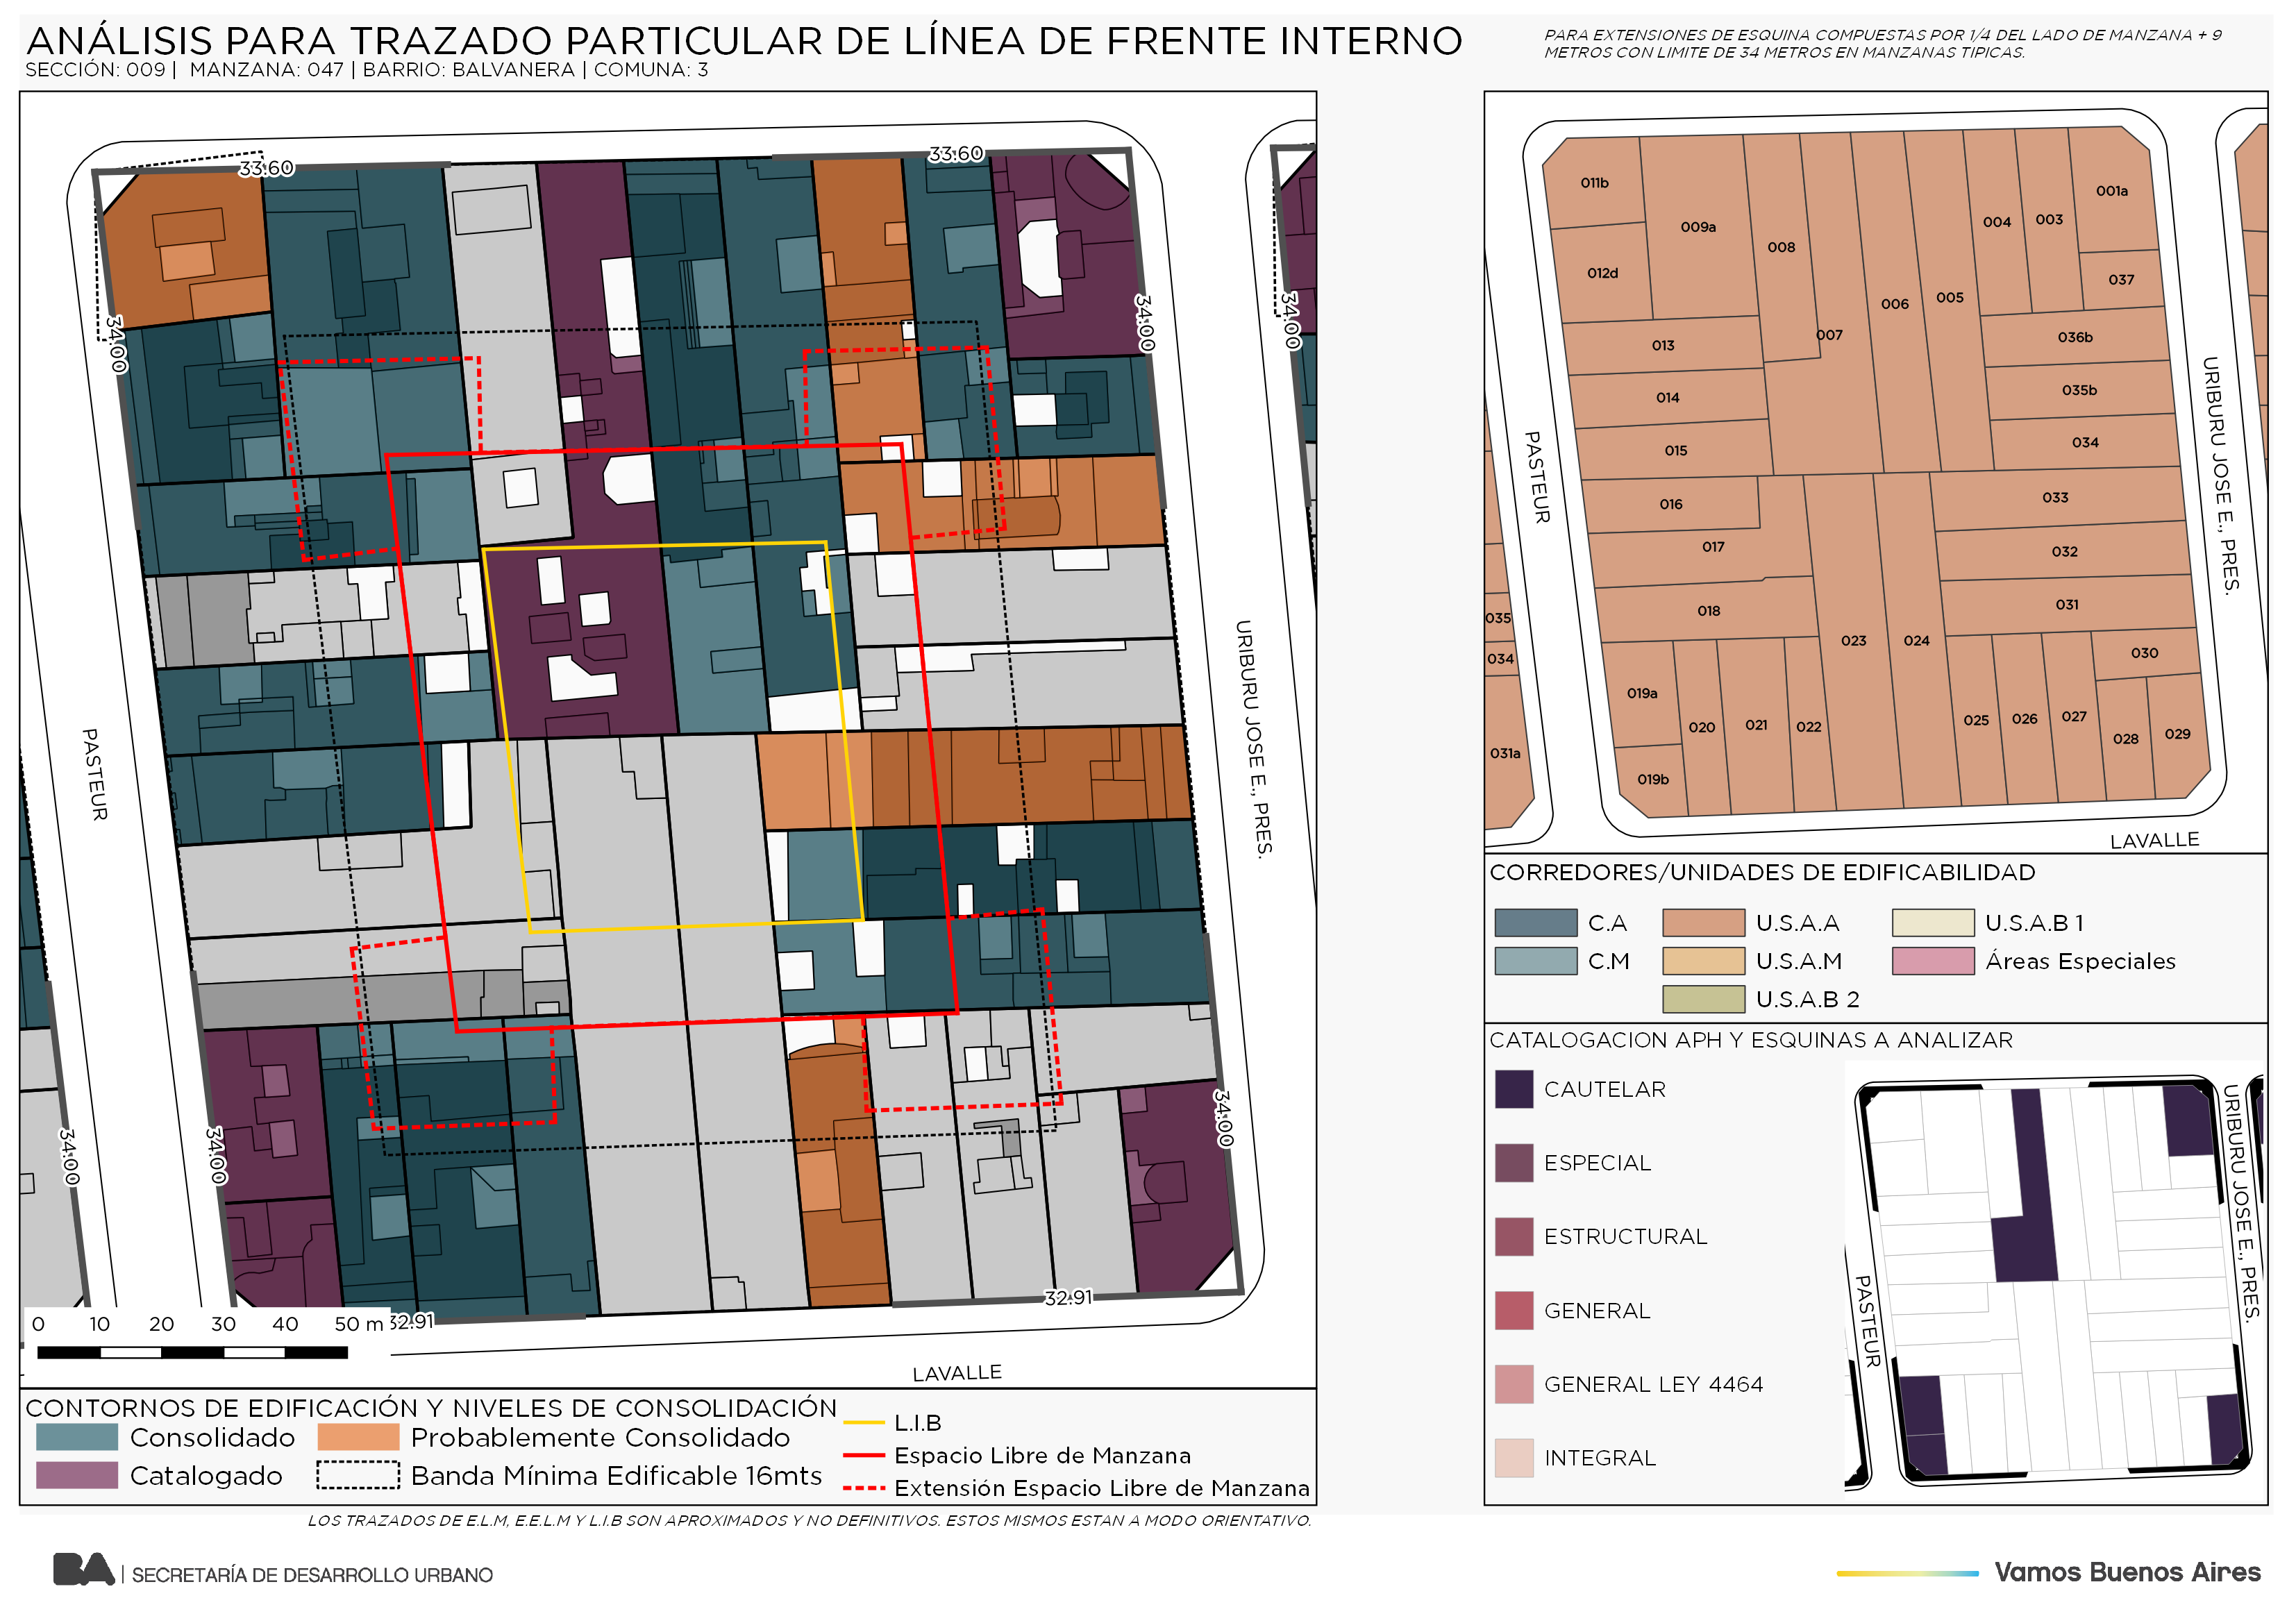 ANÁLISIS PARA TRAZADO PARTICULAR DE LÍNEA DE FRENTE INTERNO
SECCIÓN: 009 | MANZANA: 047 | BARRIO: BALVANERA | COMUNA: 3
PARA EXTENSIONES DE ESQUINA COMPUESTAS POR 1/4 DEL LADO DE MANZANA + 9
METROS CON LIMITE DE 34 METROS EN MANZANAS TIPICAS.
33.60
33.60
34.00
34.00
34.00
PASTEUR
URIBURU JOSE E., PRES.
34.00
34.00
34.00
32.91
32.91
LAVALLE
0 10 20 30 40 50 m
CONTORNOS DE EDIFICACIÓN Y NIVELES DE CONSOLIDACIÓN
Consolidado
Probablemente Consolidado
Catalogado
Banda Mínima Edificable 16mts
L.I.B
Espacio Libre de Manzana
Extensión Espacio Libre de Manzana
011b
009a
008
007
006
005
004
003
001a
012d
037
013
036b
014
035b
015
034
016
033
017
032
018
031
035
034
031a
019a
020
021
022
023
024
025
026
027
030
028
029
019b
PASTEUR
URIBURU JOSE E., PRES.
LAVALLE
CORREDORES/UNIDADES DE EDIFICABILIDAD
C.A
U.S.A.A
U.S.A.B 1
C.M
U.S.A.M
Áreas Especiales
U.S.A.B 2
CATALOGACION APH Y ESQUINAS A ANALIZAR
CAUTELAR
ESPECIAL
ESTRUCTURAL
GENERAL
GENERAL LEY 4464
INTEGRAL
PASTEUR
URIBURU JOSE E., PRES.
LOS TRAZADOS DE E.L.M, E.E.L.M Y L.I.B SON APROXIMADOS Y NO DEFINITIVOS. ESTOS MISMOS ESTAN A MODO ORIENTATIVO.
BA | SECRETARÍA DE DESARROLLO URBANO
Vamos Buenos Aires